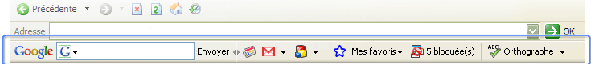 Précédente
Adresse OK
Google G Envoyer Mes favoris 5 bloquée(s) Orthographe